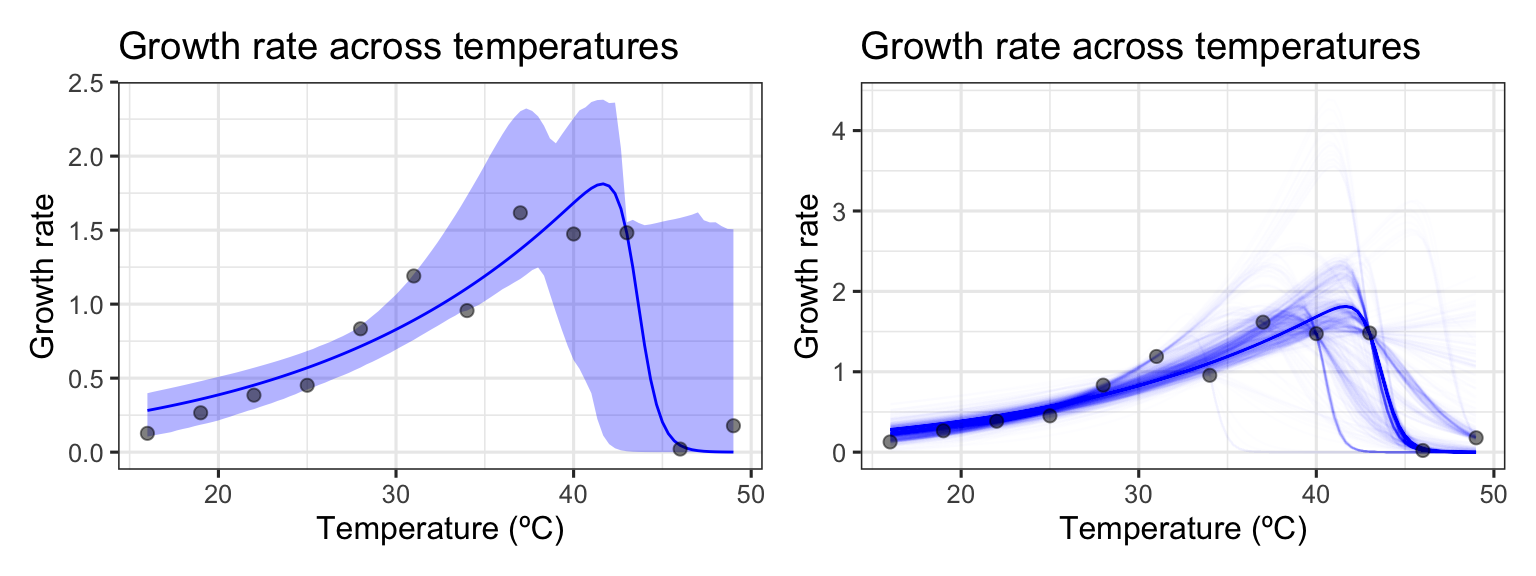 Growth rate across temperatures
2.5
2.0
1.5
1.0
0.5
0.0
Growth rate
20 30 40 50
Temperature (ºC)
Growth rate across temperatures
4
3
2
1
0
Growth rate
20 30 40 50
Temperature (ºC)